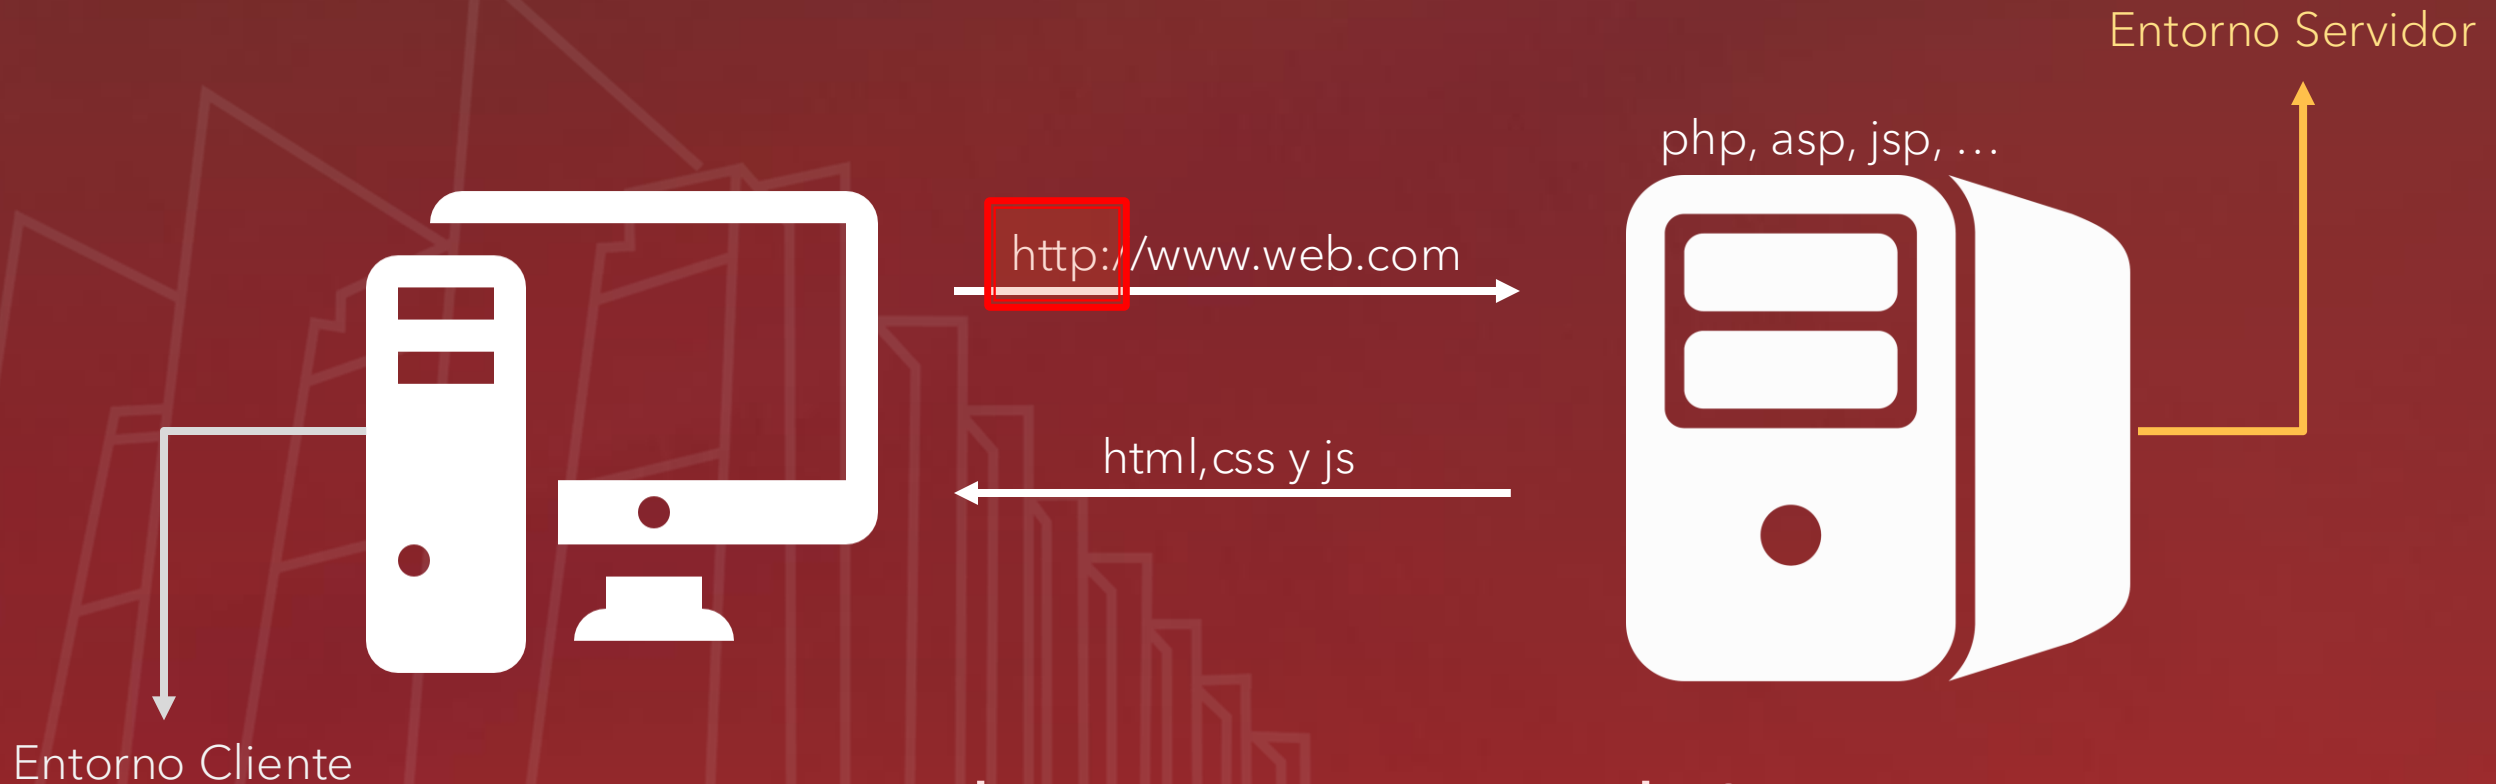 Entorno Servidor
php, asp, jsp, ...
http://www.web.com
html,css y js
Entorno Cliente